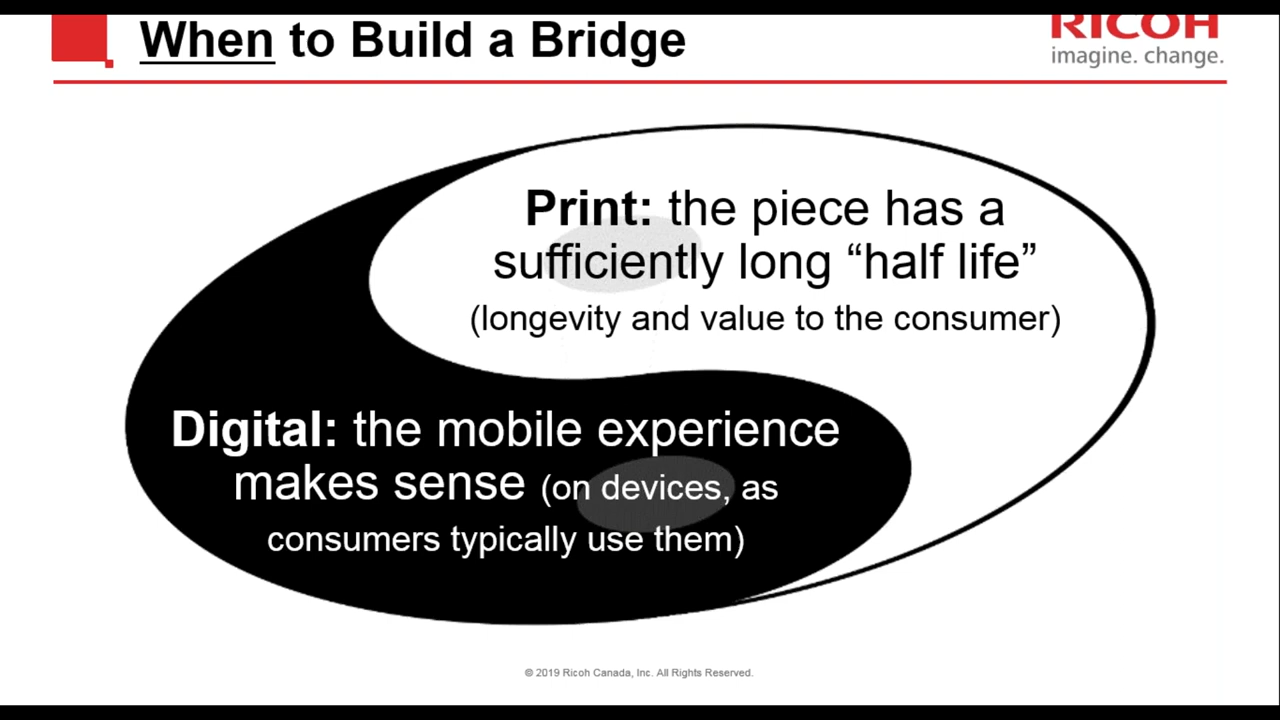 When to Build a Bridge
RICOH
imagine. change.
Print: the piece has a
sufficiently long “half life”
(longevity and value to the consumer)
Digital: the mobile experience
makes sense (on devices, as
consumers typically use them)
© 2019 Ricoh Canada, Inc. All Rights Reserved.